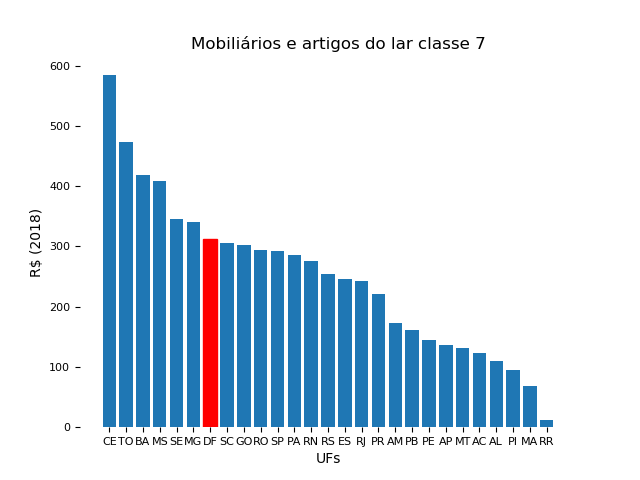 Mobiliários e artigos do lar classe 7
600
500
400
300
200
100
0
R$ (2018)
CE TO BA MS SE MG DF SC GO RO SP PA RN RS ES RJ PR AM PB PE AP MT AC AL PI MA RR
UFs